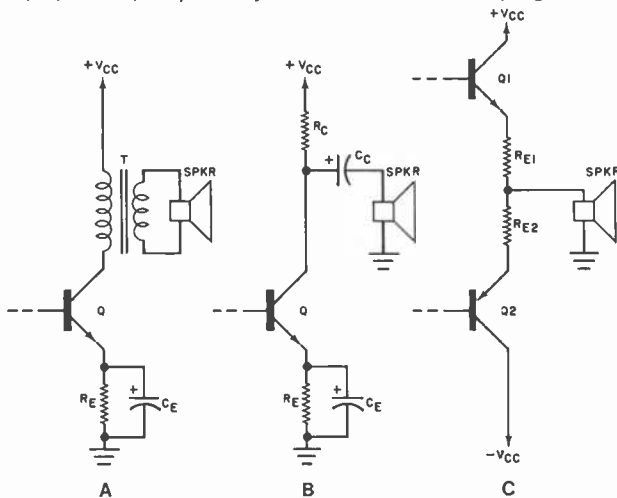 +VCC
T
SPKR
Q
RE
+
CE
A
+VCC
RC
+
CC
SPKR
Q
RE
+
CE
B
+VCC
Q1
RE1
SPKR
RE2
Q2
-VCC
C